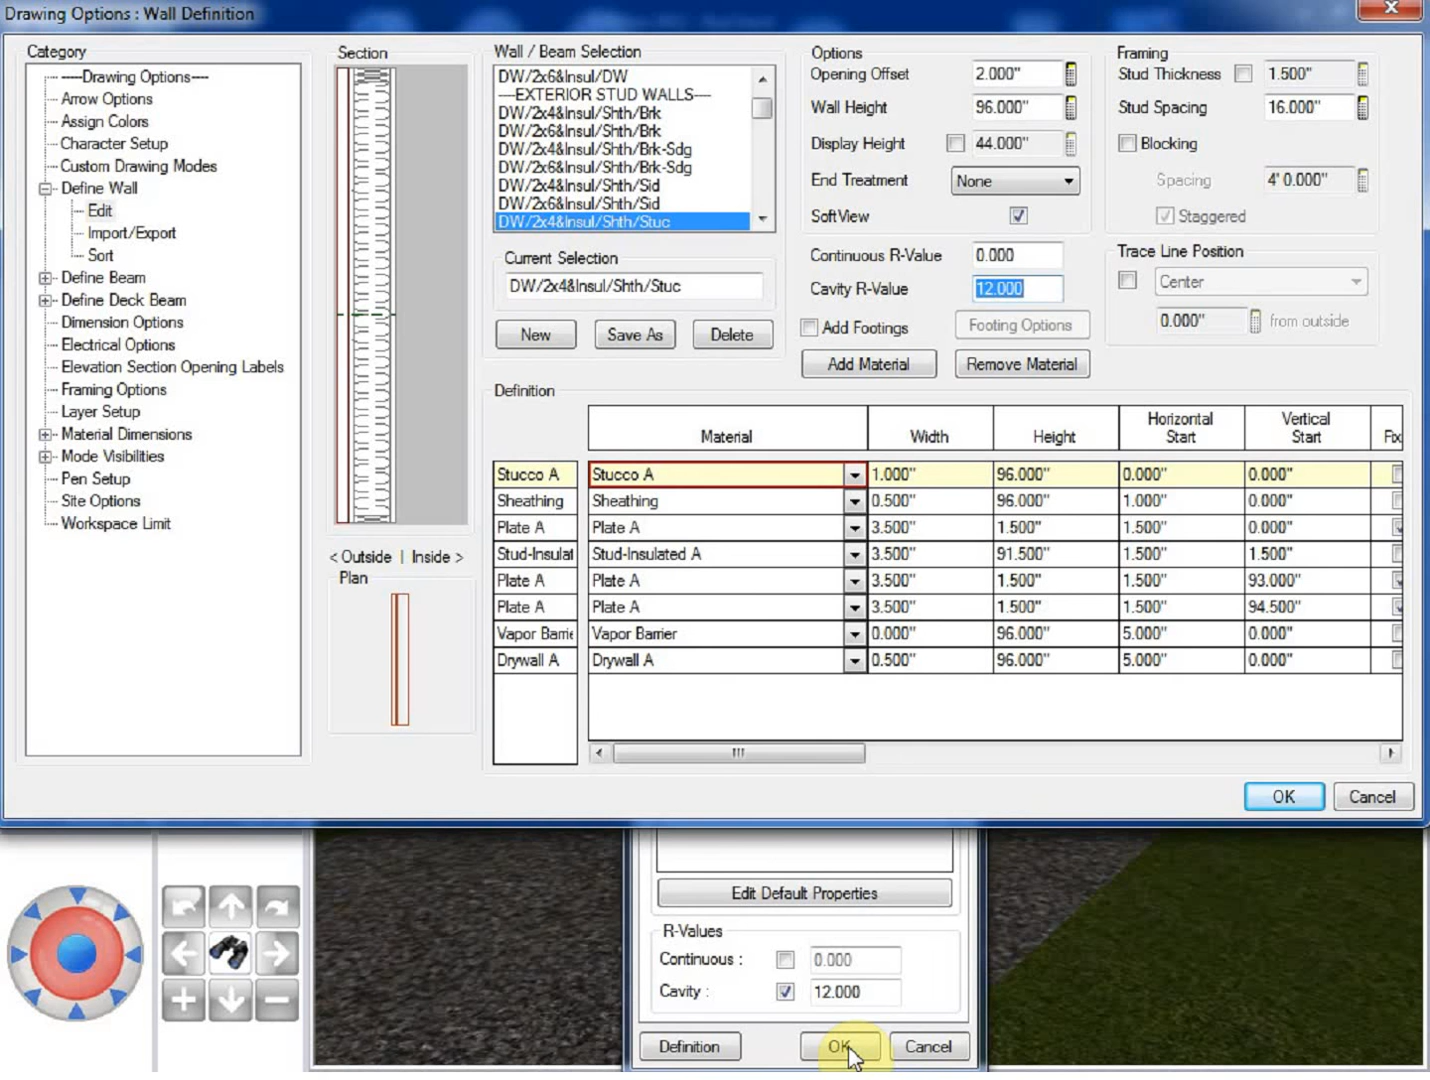 Drawing Options : Wall Definition
Category
----Drawing Options----
Arrow Options
Assign Colors
Character Setup
Custom Drawing Modes
Define Wall
Edit
Import/Export
Sort
Define Beam
Define Deck Beam
Dimension Options
Electrical Options
Elevation Section Opening Labels
Framing Options
Layer Setup
Material Dimensions
Mode Visibilities
Pen Setup
Site Options
Workspace Limit
Section
< Outside | Inside >
Plan
Wall / Beam Selection
DW/2x6&Insul/DW
----EXTERIOR STUD WALLS----
DW/2x4&Insul/Shth/Brk
DW/2x6&Insul/Shth/Brk
DW/2x4&Insul/Shth/Brk-Sdg
DW/2x6&Insul/Shth/Brk-Sdg
DW/2x4&Insul/Shth/Sid
DW/2x6&Insul/Shth/Sid
DW/2x4&Insul/Shth/Stuc
Current Selection
DW/2x4&Insul/Shth/Stuc
New Save As Delete
Options
Opening Offset 2.000"
Wall Height 96.000"
Display Height 44.000"
End Treatment None
SoftView
Continuous R-Value 0.000
Cavity R-Value 12.000
Add Footings Footing Options
Add Material Remove Material
Framing
Stud Thickness 1.500"
Stud Spacing 16.000"
Blocking
Spacing 4' 0.000"
Staggered
Trace Line Position
Center
0.000" from outside
Definition
Material Width Height Horizontal Start Vertical Start Fix
Stucco A Stucco A 1.000" 96.000" 0.000" 0.000"
Sheathing Sheathing 0.500" 96.000" 1.000" 0.000"
Plate A Plate A 3.500" 1.500" 1.500" 0.000"
Stud-Insulat Stud-Insulated A 3.500" 91.500" 1.500" 1.500"
Plate A Plate A 3.500" 1.500" 1.500" 93.000"
Plate A Plate A 3.500" 1.500" 1.500" 94.500"
Vapor Barrie Vapor Barrier 0.000" 96.000" 5.000" 0.000"
Drywall A Drywall A 0.500" 96.000" 5.000" 0.000"
OK Cancel
Edit Default Properties
R-Values
Continuous : 0.000
Cavity : 12.000
Definition OK Cancel